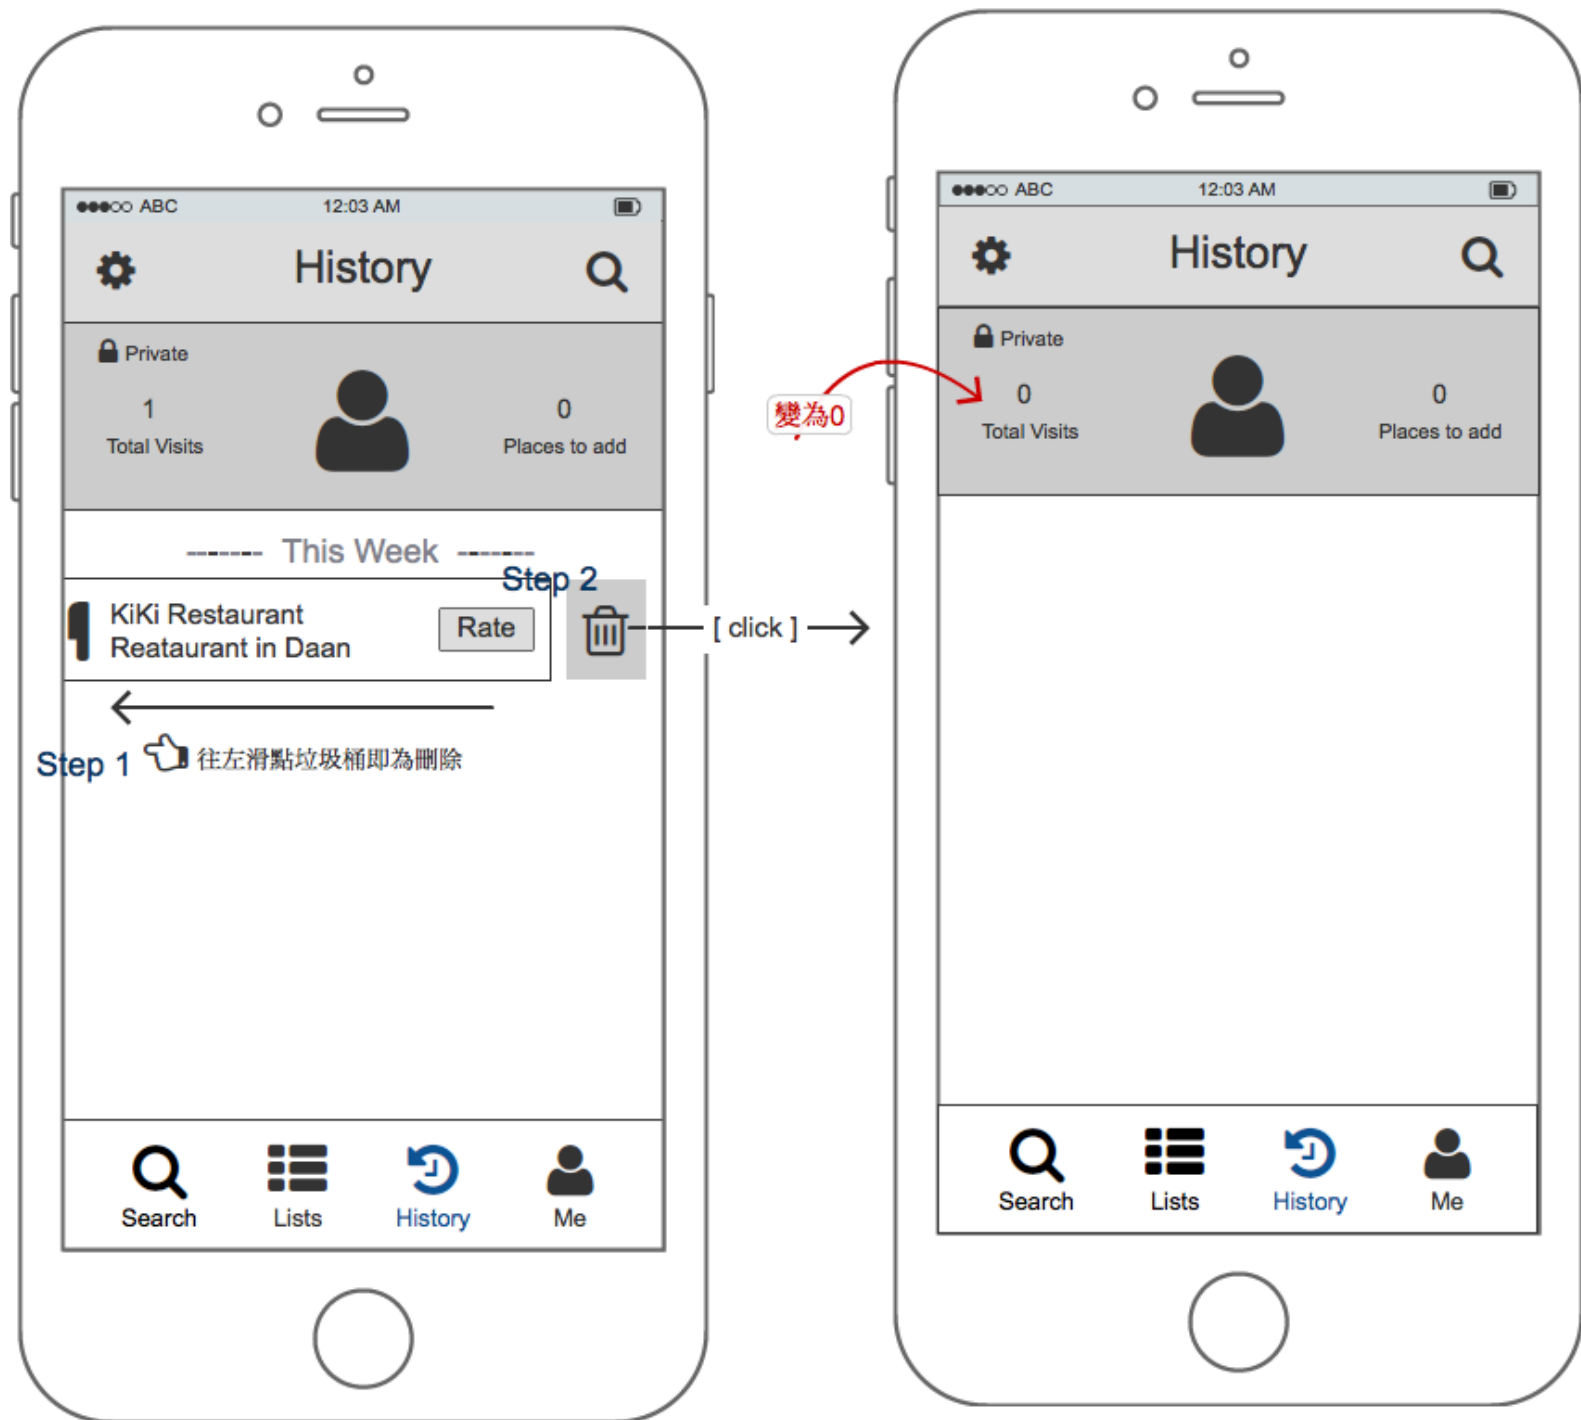 ABC 12:03 AM
History
Private
1
Total Visits
0
Places to add
------- This Week -------
Step 2
KiKi Restaurant
Reataurant in Daan
Rate
[ click ]
Step 1
往左滑點垃圾桶即為刪除
Search Lists History Me
ABC 12:03 AM
History
Private
變為0
0
Total Visits
0
Places to add
Search Lists History Me